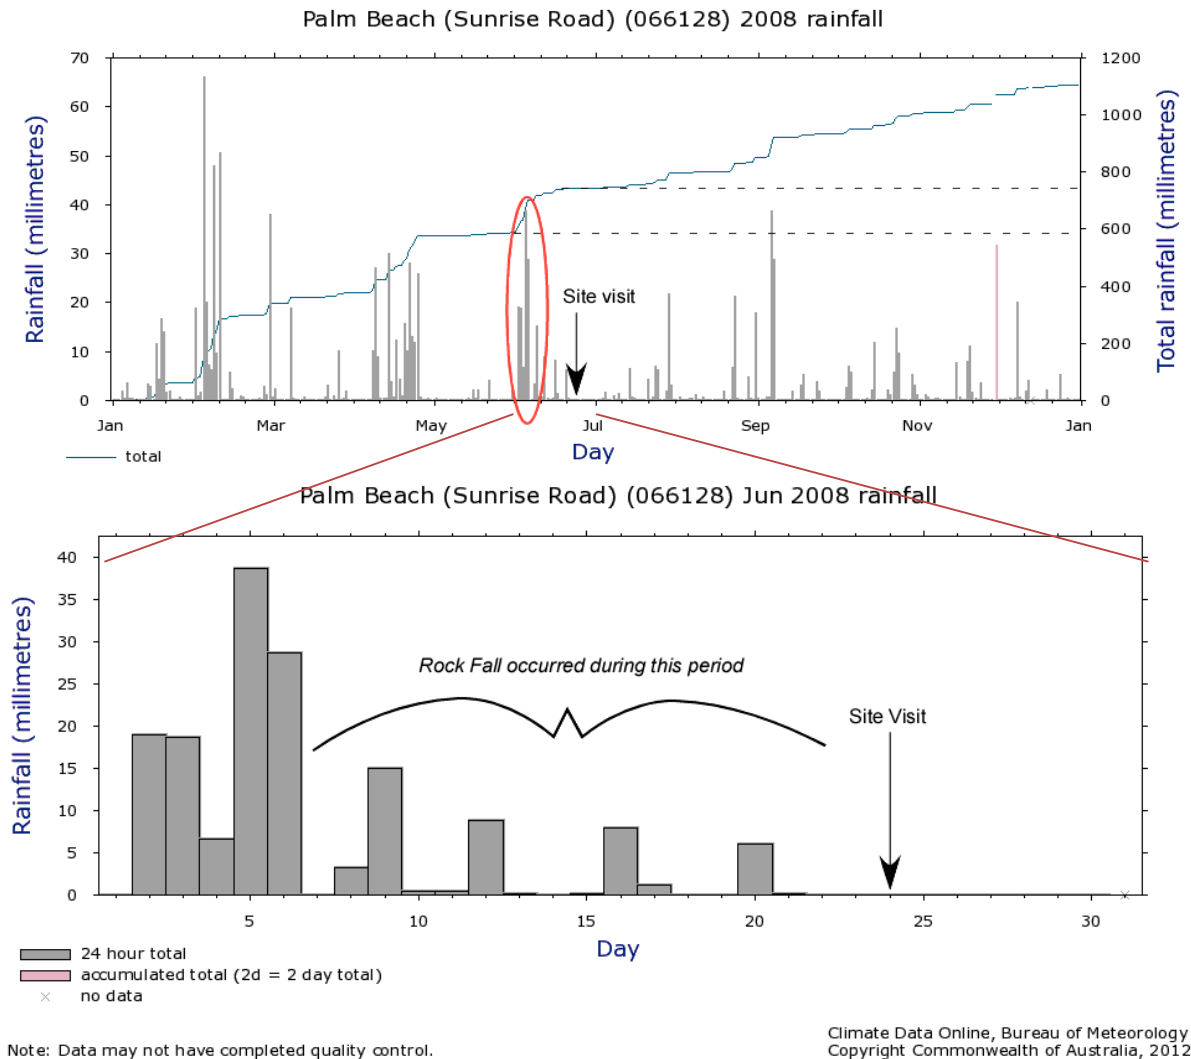 Palm Beach (Sunrise Road) (066128) 2008 rainfall
Rainfall (millimetres)
70
60
50
40
30
20
10
0
1200
1000
800
600
400
200
0
Total rainfall (millimetres)
Site visit
Jan Mar May Jul Sep Nov Jan
Day
total
Palm Beach (Sunrise Road) (066128) Jun 2008 rainfall
Rainfall (millimetres)
40
35
30
25
20
15
10
5
0
Rock Fall occurred during this period
Site Visit
5 10 15 20 25 30
Day
24 hour total
accumulated total (2d = 2 day total)
no data
Note: Data may not have completed quality control.
Climate Data Online, Bureau of Meteorology
Copyright Commonwealth of Australia, 2012